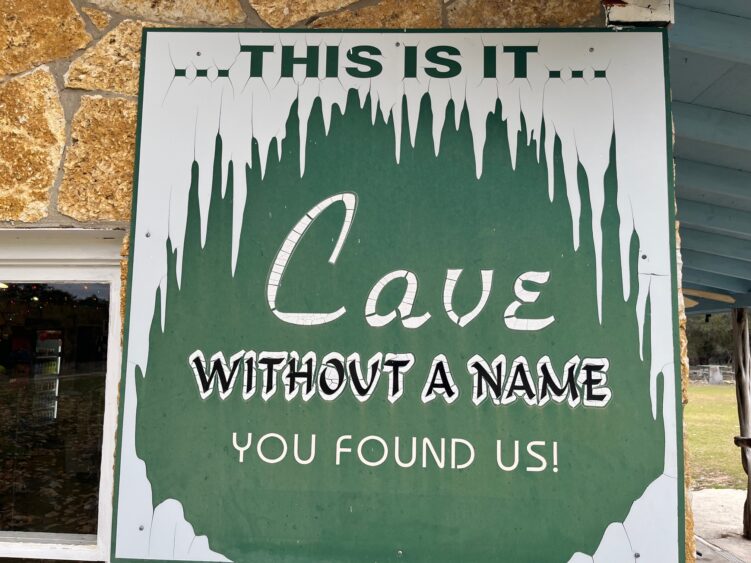 ...THIS IS IT...
Cave
WITHOUT A NAME
YOU FOUND US!